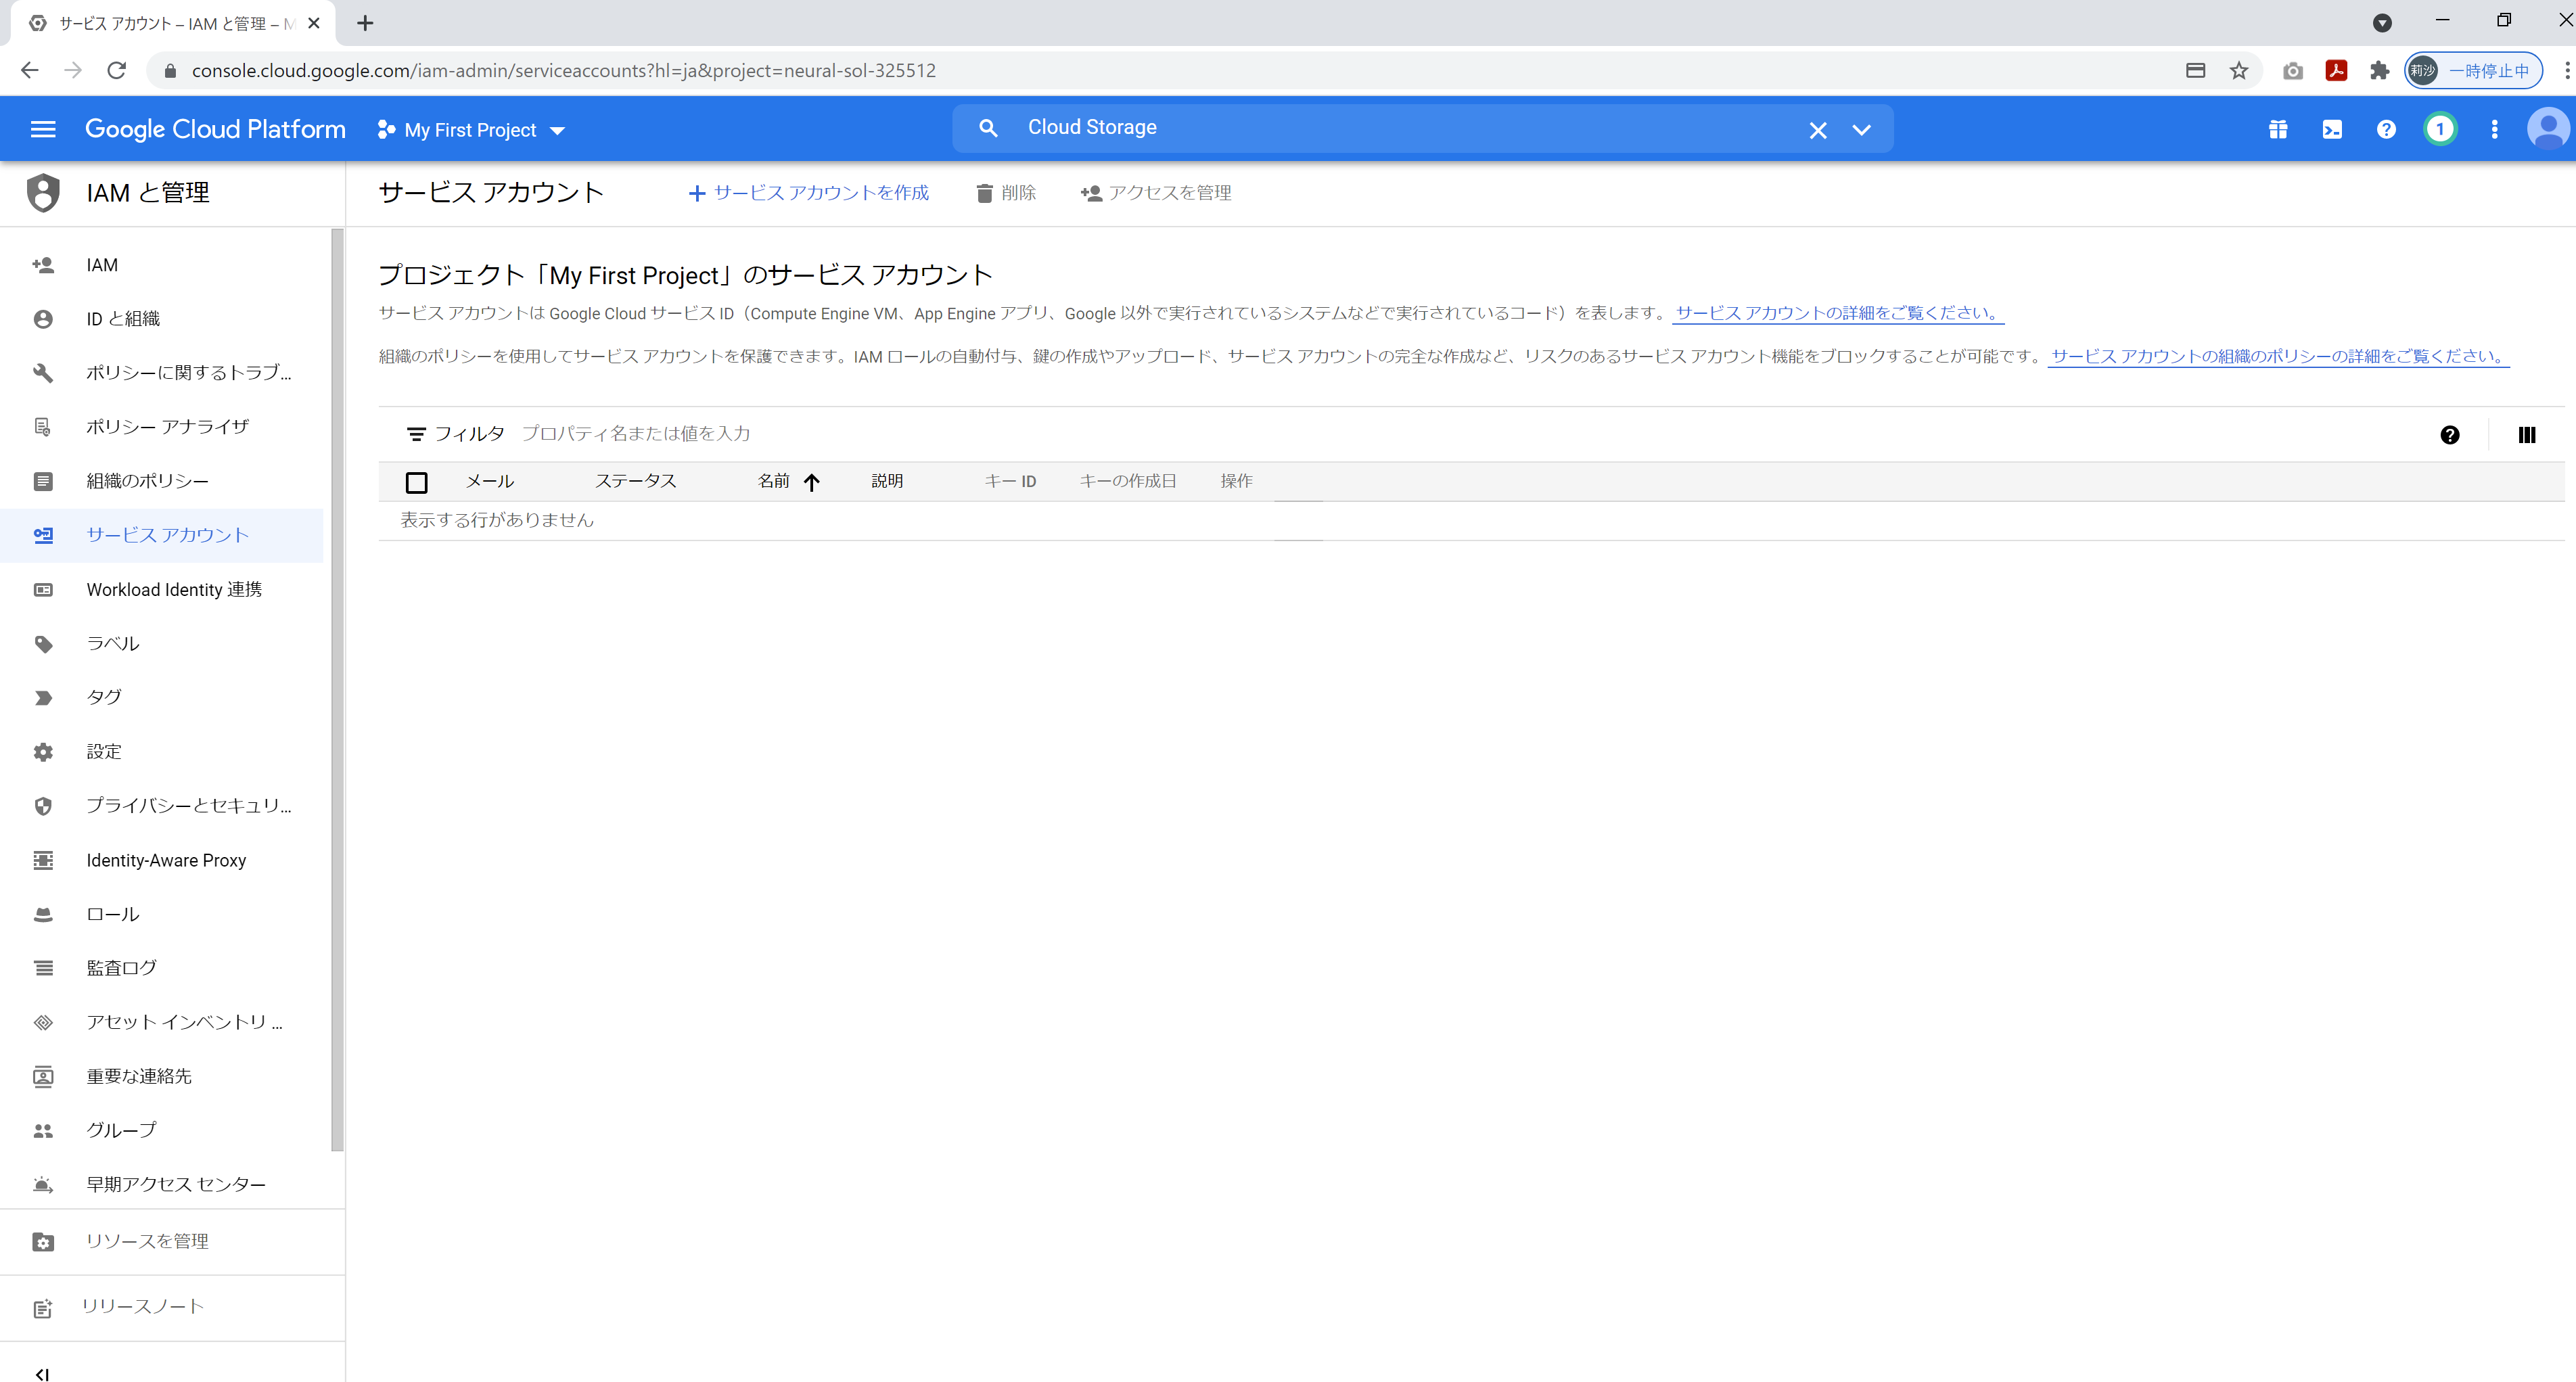 サービス アカウント – IAM と管理 – M
console.cloud.google.com/iam-admin/serviceaccounts?hl=ja&project=neural-sol-325512
莉沙 一時停止中
Google Cloud Platform My First Project Cloud Storage 1
IAM と管理
サービス アカウント サービス アカウントを作成 削除 アクセスを管理
IAM
ID と組織
ポリシーに関するトラブ...
ポリシー アナライザ
組織のポリシー
サービス アカウント
Workload Identity 連携
ラベル
タグ
設定
プライバシーとセキュリ...
Identity-Aware Proxy
ロール
監査ログ
アセット インベントリ ...
重要な連絡先
グループ
早期アクセス センター
リソースを管理
リリースノート
プロジェクト「My First Project」のサービス アカウント
サービス アカウントは Google Cloud サービス ID（Compute Engine VM、App Engine アプリ、Google 以外で実行されているシステムなどで実行されているコード）を表します。 サービス アカウントの詳細をご覧ください。
組織のポリシーを使用してサービス アカウントを保護できます。IAM ロールの自動付与、鍵の作成やアップロード、サービス アカウントの完全な作成など、リスクのあるサービス アカウント機能をブロックすることが可能です。 サービス アカウントの組織のポリシーの詳細をご覧ください。
フィルタ プロパティ名または値を入力
メール ステータス 名前 説明 キー ID キーの作成日 操作
表示する行がありません